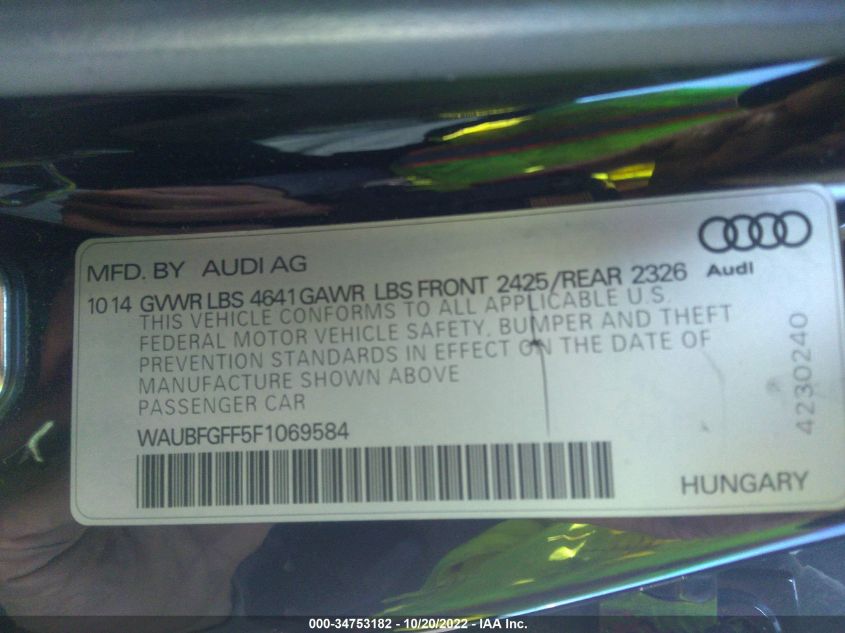 MFD. BY AUDI AG
Audi
10 14 GVWR LBS 4641 GAWR LBS FRONT 2425/REAR 2326
THIS VEHICLE CONFORMS TO ALL APPLICABLE U.S.
FEDERAL MOTOR VEHICLE SAFETY, BUMPER AND THEFT
PREVENTION STANDARDS IN EFFECT ON THE DATE OF
MANUFACTURE SHOWN ABOVE
PASSENGER CAR
4230240
WAUBFGFF5F1069584
HUNGARY
000-34753182 - 10/20/2022 - IAA Inc.